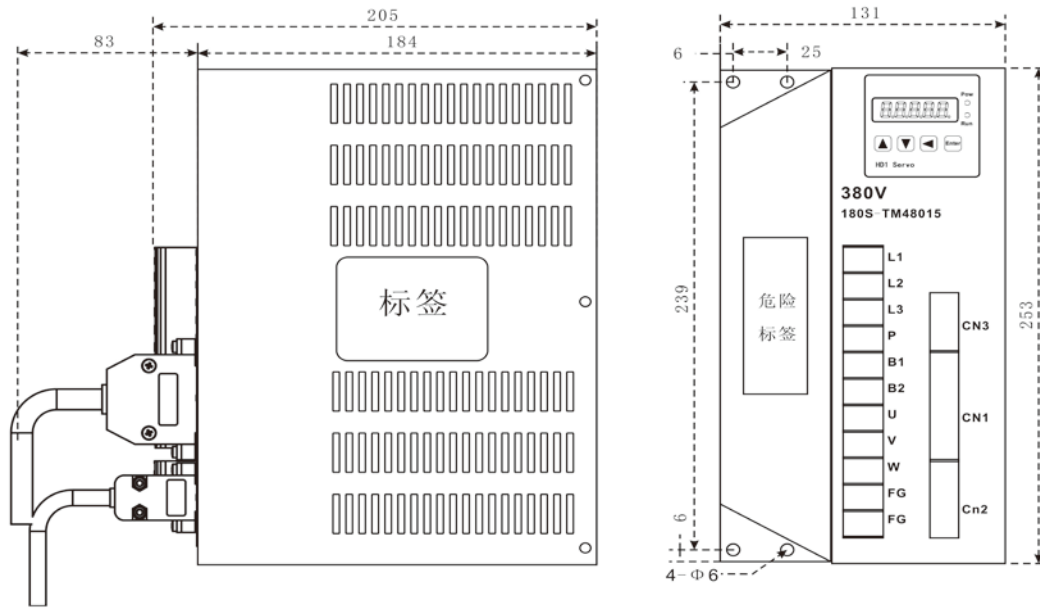 205
83
184
标签
131
6
25
Pow
Run
Enter
HD1 Servo
380V
180S-TM48015
239
危险
标签
L1
L2
L3
P
B1
B2
U
V
W
FG
FG
CN3
CN1
Cn2
253
6
4-Φ6